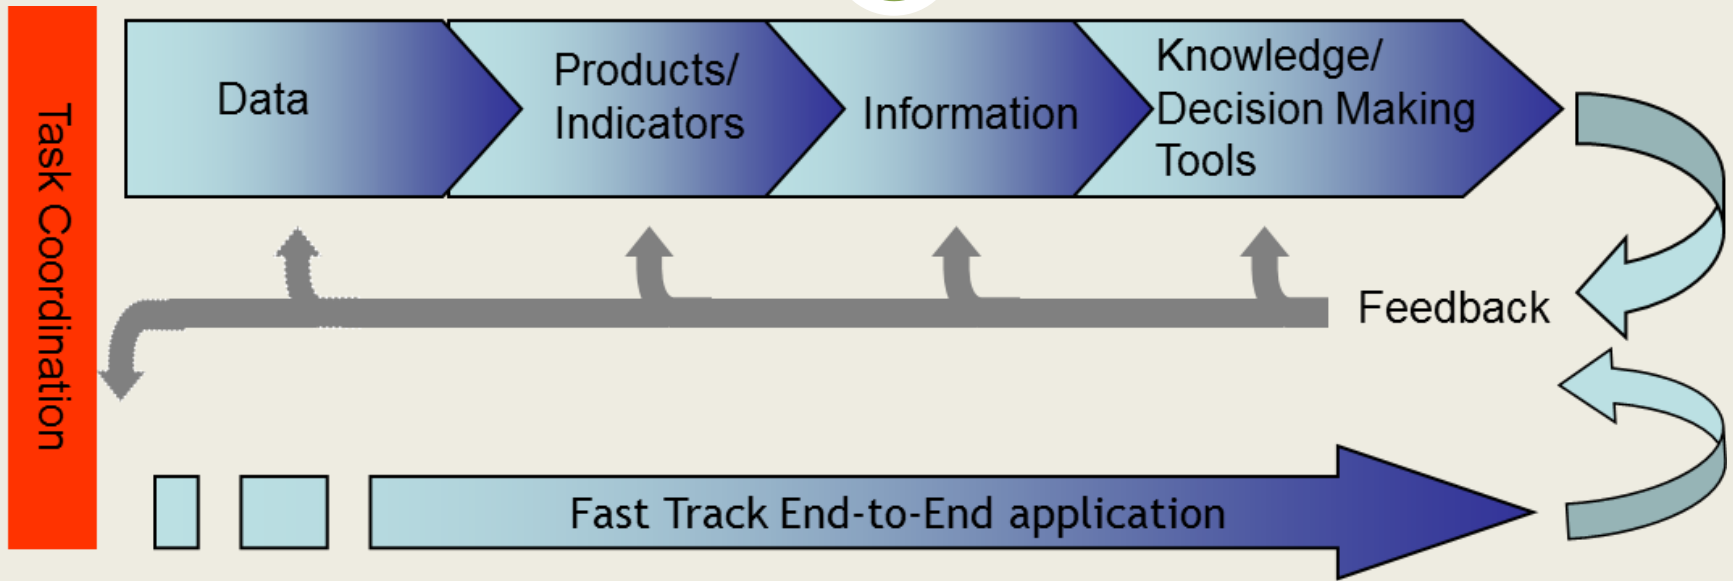 Task Coordination
Data
Products/
Indicators
Information
Knowledge/
Decision Making
Tools
Feedback
Fast Track End-to-End application